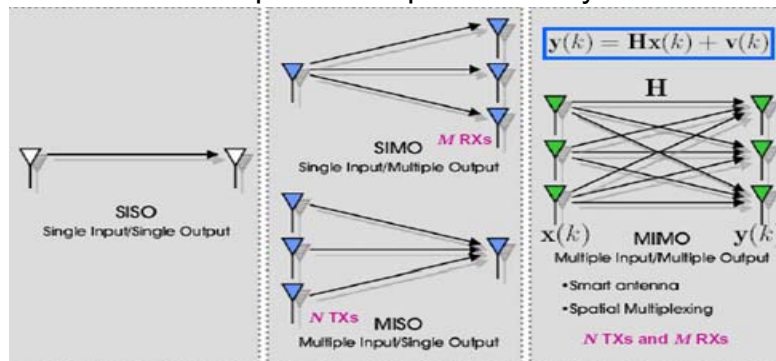 SISO
Single Input/Single Output
M RXs
SIMO
Single Input/Multiple Output
N TXs
MISO
Multiple Input/Single Output
y(k) = Hx(k) + v(k)
H
x(k)
y(k
MIMO
Multiple Input/Multiple Output
•Smart antenna
•Spatial Multiplexing
N TXs and M RXs